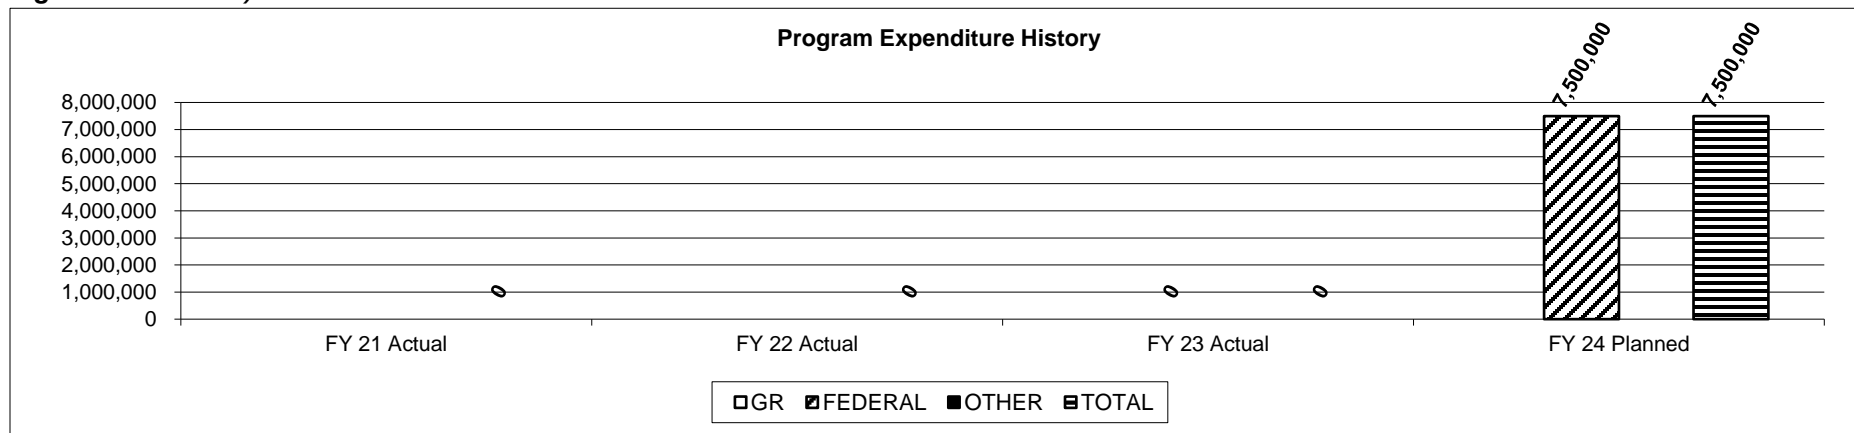 Program Expenditure History
7,500,000
7,500,000
8,000,000
7,000,000
6,000,000
5,000,000
4,000,000
3,000,000
2,000,000
1,000,000
0
0
0
0
0
FY 21 Actual
FY 22 Actual
FY 23 Actual
FY 24 Planned
GR FEDERAL OTHER TOTAL